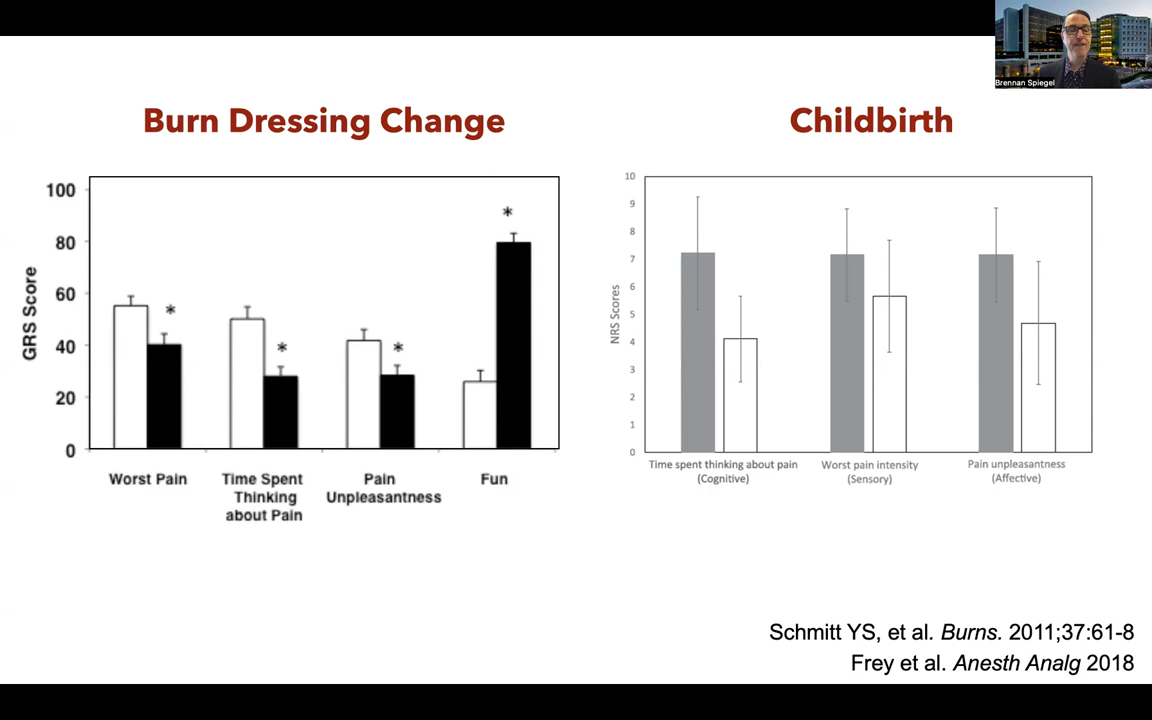 Brennan Spiegel
Burn Dressing Change
Childbirth
GRS Score
100
80
60
40
20
0
*
*
*
*
Worst Pain
Time Spent
Thinking
about Pain
Pain
Unpleasantness
Fun
NRS Scores
10
9
8
7
6
5
4
3
2
1
0
Time spent thinking about pain
(Cognitive)
Worst pain intensity
(Sensory)
Pain unpleasantness
(Affective)
Schmitt YS, et al. Burns. 2011;37:61-8
Frey et al. Anesth Analg 2018